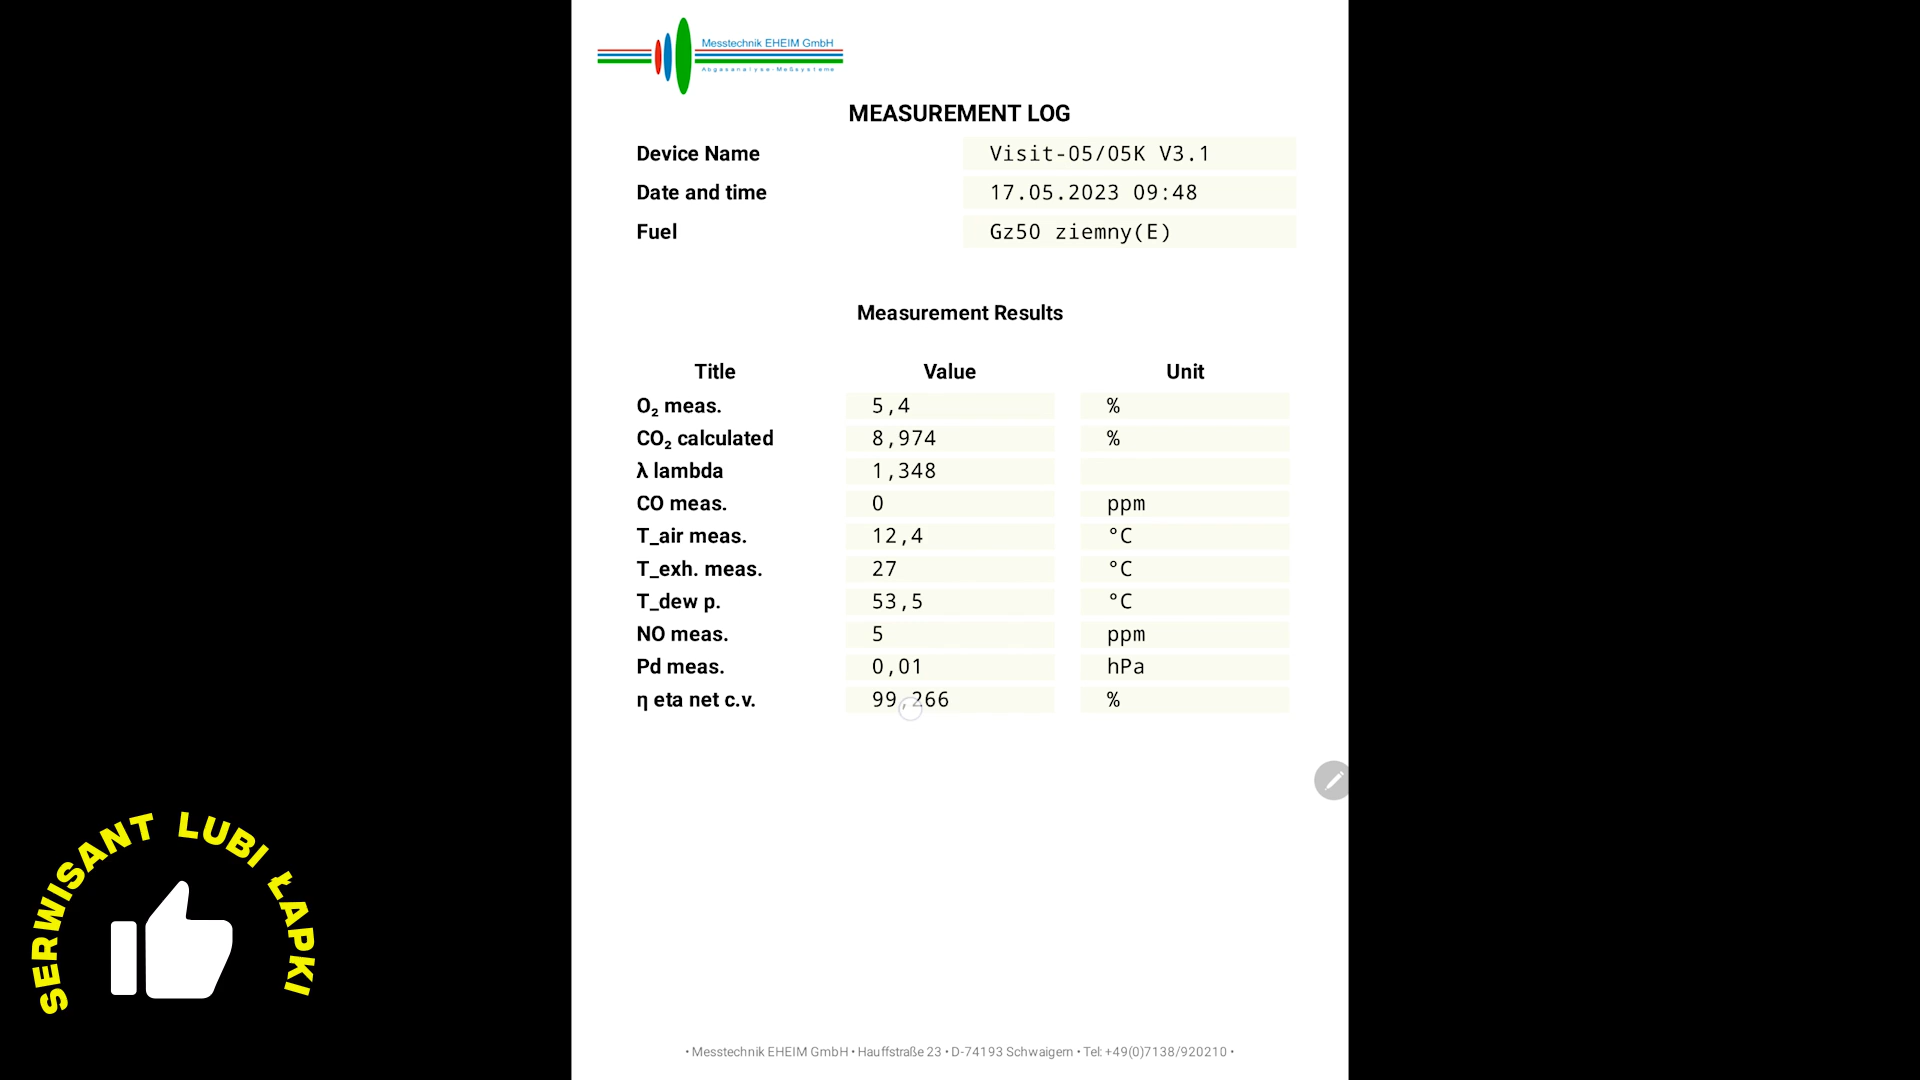 Messtechnik EHEIM GmbH
Abgasanalyse-Meßsysteme
MEASUREMENT LOG
Device Name Visit-05/05K V3.1
Date and time 17.05.2023 09:48
Fuel Gz50 ziemny(E)
Measurement Results
Title Value Unit
O₂ meas. 5,4 %
CO₂ calculated 8,974 %
λ lambda 1,348
CO meas. 0 ppm
T_air meas. 12,4 °C
T_exh. meas. 27 °C
T_dew p. 53,5 °C
NO meas. 5 ppm
Pd meas. 0,01 hPa
η eta net c.v. 99,266 %
SERWISANT LUBI ŁAPKI
• Messtechnik EHEIM GmbH • Hauffstraße 23 • D-74193 Schwaigern • Tel: +49(0)7138/920210 •